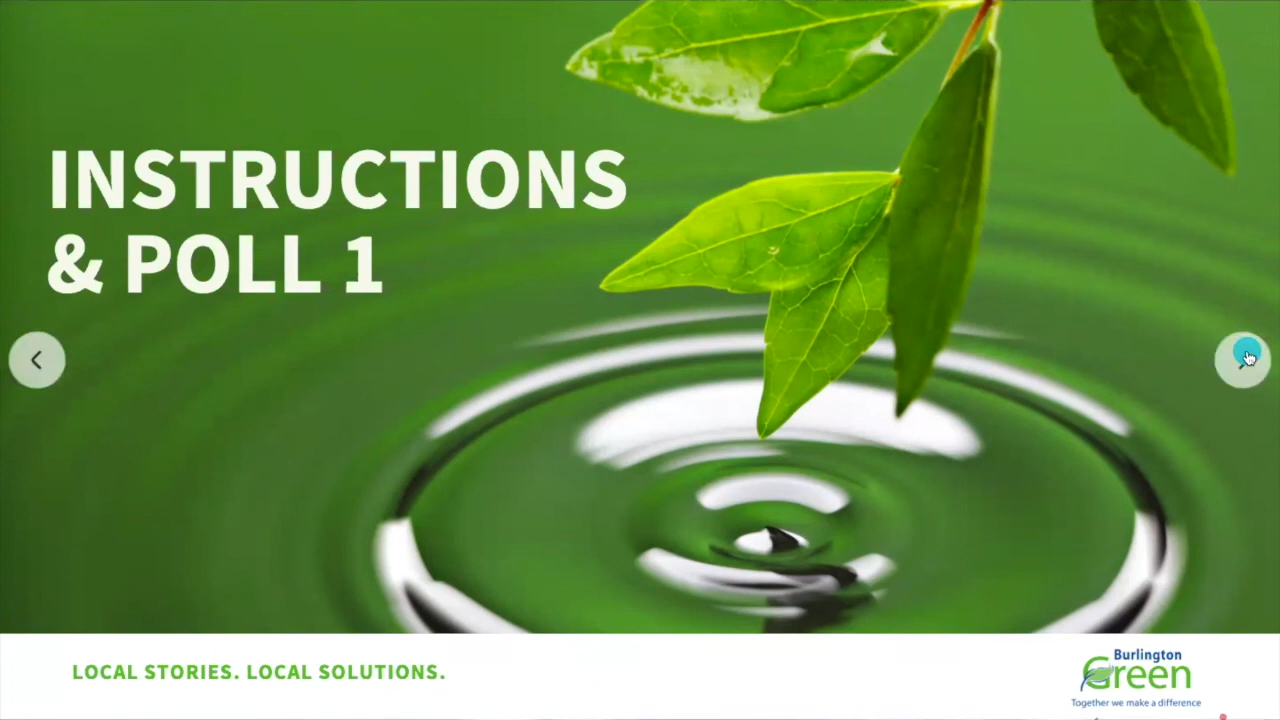 INSTRUCTIONS
& POLL 1
LOCAL STORIES. LOCAL SOLUTIONS.
Burlington
Green
Together we make a difference